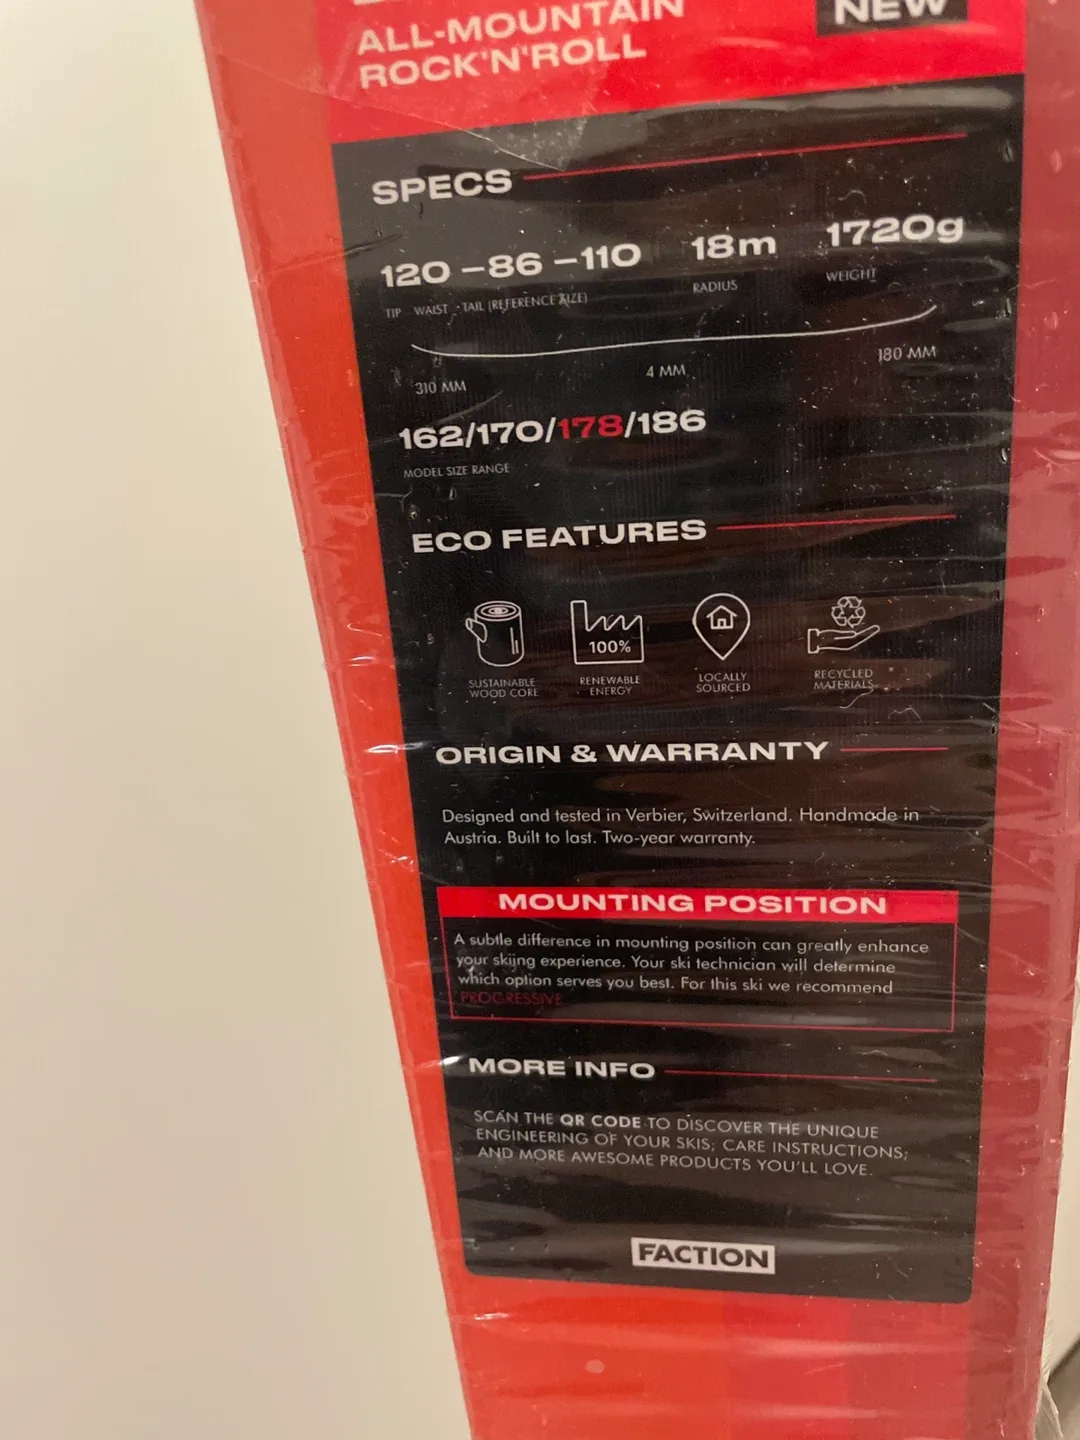 ALL-MOUNTAIN
ROCK'N'ROLL
NEW
SPECS
120 – 86 – 110
18m
1720g
TIP WAIST - TAIL (REFERENCE SIZE)
RADIUS
WEIGHT
310 MM
4 MM
180 MM
162/170/178/186
MODEL SIZE RANGE
ECO FEATURES
100%
SUSTAINABLE
WOOD CORE
RENEWABLE
ENERGY
LOCALLY
SOURCED
RECYCLED
MATERIALS
ORIGIN & WARRANTY
Designed and tested in Verbier, Switzerland. Handmade in
Austria. Built to last. Two-year warranty.
MOUNTING POSITION
A subtle difference in mounting position can greatly enhance
your skiing experience. Your ski technician will determine
which option serves you best. For this ski we recommend
PROGRESSIVE
MORE INFO
SCAN THE QR CODE TO DISCOVER THE UNIQUE
ENGINEERING OF YOUR SKIS; CARE INSTRUCTIONS;
AND MORE AWESOME PRODUCTS YOU'LL LOVE.
FACTION